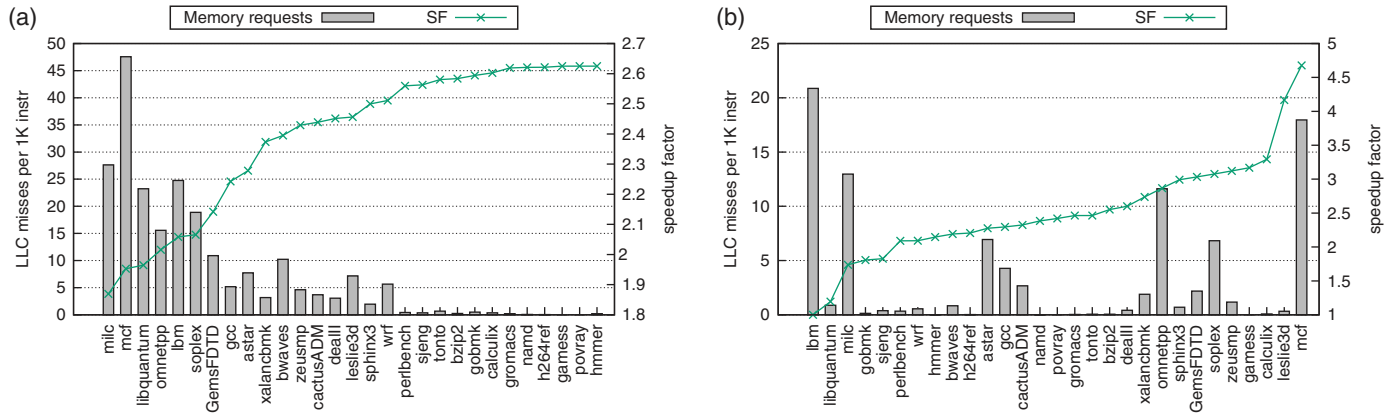 (a)
Memory requests SF
LLC misses per 1K instr
50
45
40
35
30
25
20
15
10
5
0
2.7
2.6
2.5
2.4
2.3
2.2
2.1
2
1.9
1.8
speedup factor
milc
mcf
libquantum
omnetpp
lbm
soplex
GemsFDTD
gcc
astar
xalancbmk
bwaves
zeusmp
cactusADM
dealII
leslie3d
sphinx3
wrf
perlbench
sjeng
tonto
bzip2
gobmk
calculix
gromacs
namd
h264ref
gamess
povray
hmmer
(b)
Memory requests SF
LLC misses per 1K instr
25
20
15
10
5
0
5
4.5
4
3.5
3
2.5
2
1.5
1
speedup factor
lbm
libquantum
milc
gobmk
sjeng
perlbench
wrf
hmmer
bwaves
h264ref
astar
gcc
cactusADM
namd
povray
gromacs
tonto
bzip2
dealII
xalancbmk
omnetpp
sphinx3
GemsFDTD
soplex
zeusmp
gamess
calculix
leslie3d
mcf